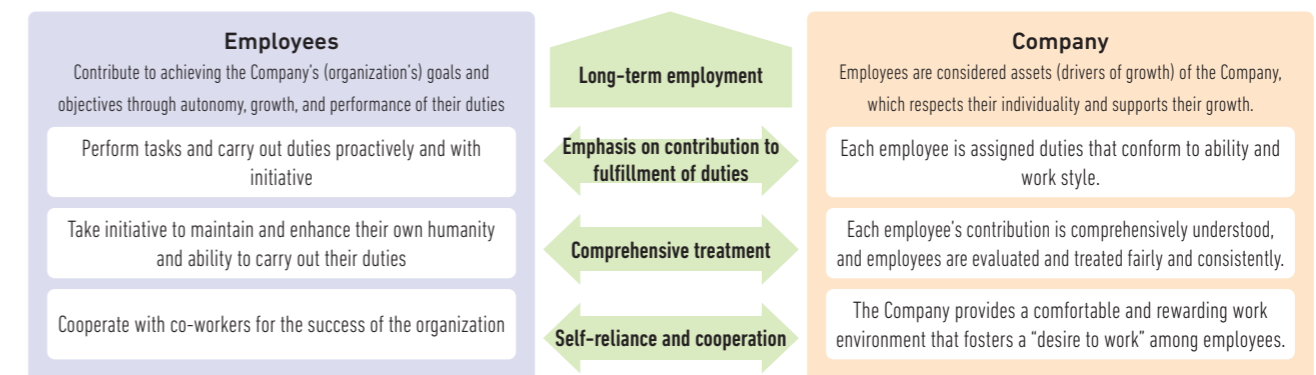 Employees
Contribute to achieving the Company's (organization's) goals and
objectives through autonomy, growth, and performance of their duties
Perform tasks and carry out duties proactively and with
initiative
Take initiative to maintain and enhance their own humanity
and ability to carry out their duties
Cooperate with co-workers for the success of the organization
Long-term employment
Emphasis on contribution to
fulfillment of duties
Comprehensive treatment
Self-reliance and cooperation
Company
Employees are considered assets (drivers of growth) of the Company,
which respects their individuality and supports their growth.
Each employee is assigned duties that conform to ability and
work style.
Each employee's contribution is comprehensively understood,
and employees are evaluated and treated fairly and consistently.
The Company provides a comfortable and rewarding work
environment that fosters a “desire to work” among employees.